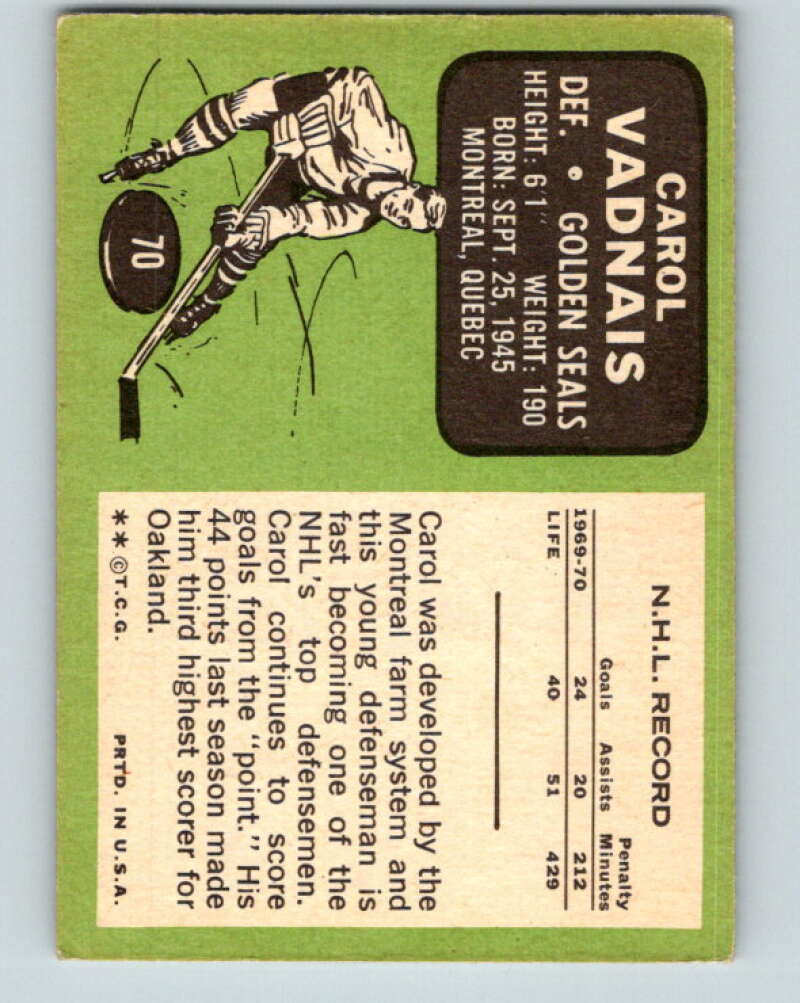 CAROL
VADNAIS
DEF. • GOLDEN SEALS
HEIGHT: 6'1" WEIGHT: 190
BORN: SEPT. 25, 1945
MONTREAL, QUEBEC
70
N.H.L. RECORD
Penalty
Goals Assists Minutes
1969-70 24 20 212
LIFE 40 51 429
Carol was developed by the
Montreal farm system and
this young defenseman is
fast becoming one of the
NHL's top defensemen.
Carol continues to score
goals from the "point." His
44 points last season made
him third highest scorer for
Oakland.
**©T.C.G. PRTD. IN U.S.A.